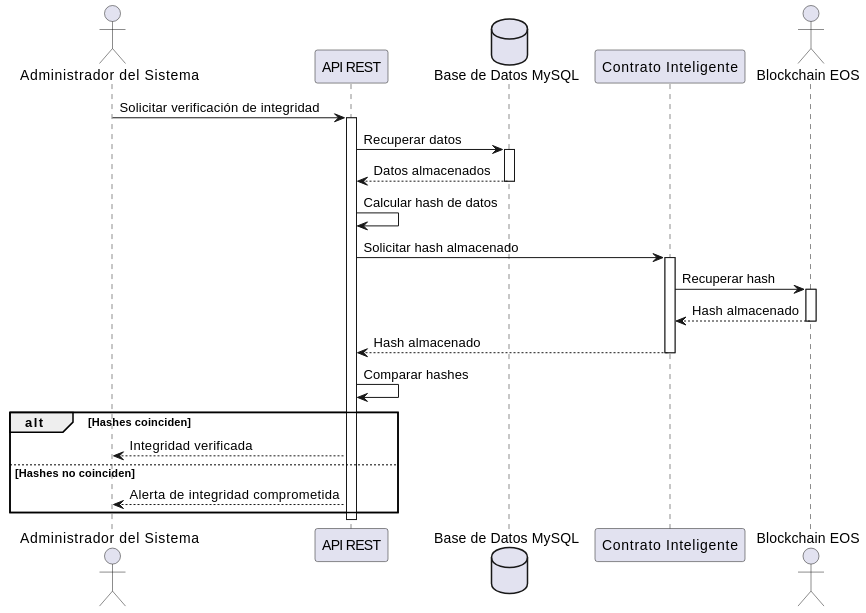 Administrador del Sistema
API REST
Base de Datos MySQL
Contrato Inteligente
Blockchain EOS
Solicitar verificación de integridad
Recuperar datos
Datos almacenados
Calcular hash de datos
Solicitar hash almacenado
Recuperar hash
Hash almacenado
Hash almacenado
Comparar hashes
alt
[Hashes coinciden]
Integridad verificada
[Hashes no coinciden]
Alerta de integridad comprometida
Administrador del Sistema
API REST
Base de Datos MySQL
Contrato Inteligente
Blockchain EOS